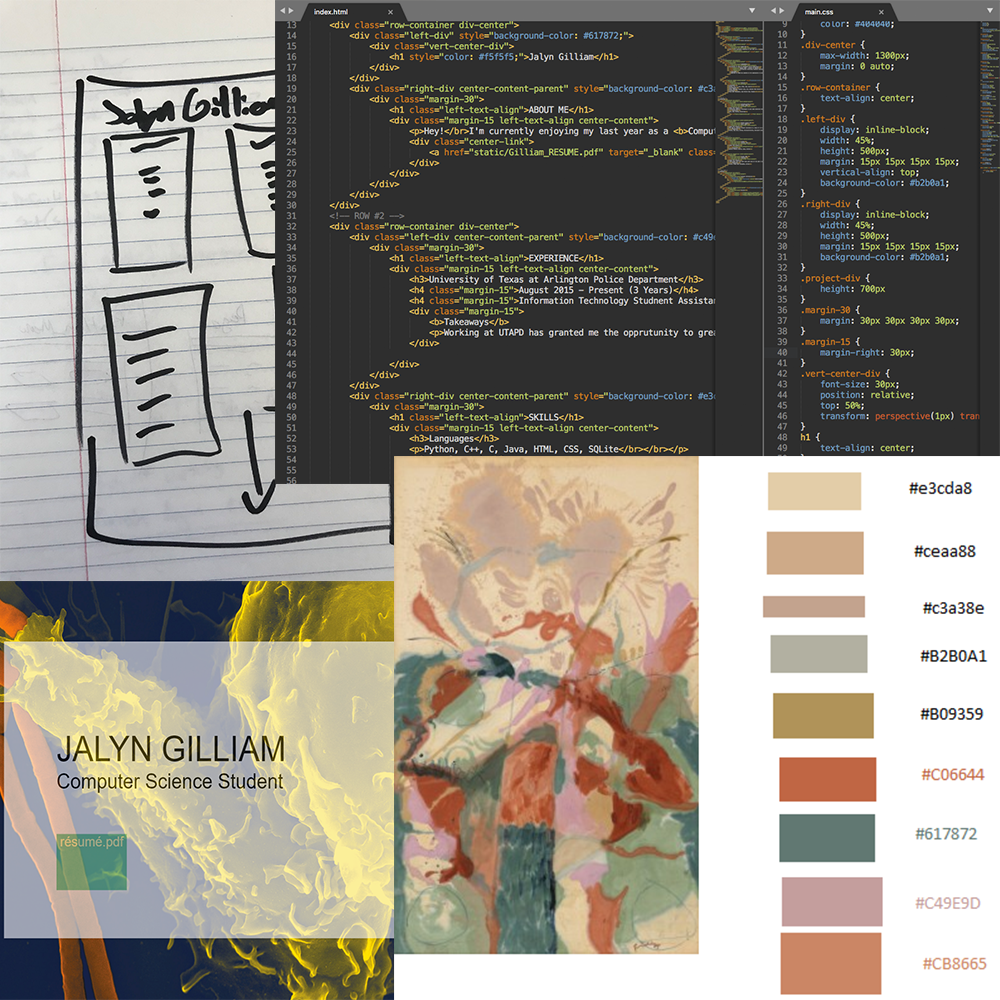 Jalyn Gilliam
index.html
13 <div class="row-container div-center">
14 <div class="left-div" style="background-color: #617872;">
15 <div class="vert-center-div">
16 <h1 style="color: #f5f5f5;">Jalyn Gilliam</h1>
17 </div>
18 </div>
19 <div class="right-div center-content-parent" style="background-color: #c3a
20 <div class="margin-30">
21 <h1 class="left-text-align">ABOUT ME</h1>
22 <div class="margin-15 left-text-align center-content">
23 <p>Hey!</br>I'm currently enjoying my last year as a <b>Compu
24 <div class="center-link">
25 <a href="static/Gilliam_RESUME.pdf" target="_blank" class=
26 </div>
27 </div>
28 </div>
29 </div>
30 </div>
31 <!-- ROW #2 -->
32 <div class="row-container div-center">
33 <div class="left-div center-content-parent" style="background-color: #c49
34 <div class="margin-30">
35 <h1 class="left-text-align">EXPERIENCE</h1>
36 <div class="margin-15 left-text-align center-content">
37 <h3>University of Texas at Arlington Police Department</h3>
38 <h4 class="margin-15">August 2015 – Present (3 Years)</h4>
39 <h4 class="margin-15">Information Technology Student Assista
40 <div class="margin-15">
41 <b>Takeaways</b>
42 <p>Working at UTAPD has granted me the opprutunity to grea
43 </div>
44
45 </div>
46 </div>
47 </div>
48 <div class="right-div center-content-parent" style="background-color: #e3c
49 <div class="margin-30">
50 <h1 class="left-text-align">SKILLS</h1>
51 <div class="margin-15 left-text-align center-content">
52 <h3>Languages</h3>
53 <p>Python, C++, C, Java, HTML, CSS, SQLite</br></br></p>
54
55
56
main.css
9 color: #404040;
10 }
11 .div-center {
12 max-width: 1300px;
13 margin: 0 auto;
14 }
15 .row-container {
16 text-align: center;
17 }
18 .left-div {
19 display: inline-block;
20 width: 45%;
21 height: 500px;
22 margin: 15px 15px 15px 15px;
23 vertical-align: top;
24 background-color: #b2b0a1;
25 }
26 .right-div {
27 display: inline-block;
28 width: 45%;
29 height: 500px;
30 margin: 15px 15px 15px 15px;
31 background-color: #b2b0a1;
32 }
33 .project-div {
34 height: 700px
35 }
36 .margin-30 {
37 margin: 30px 30px 30px 30px;
38 }
39 .margin-15 {
40 margin-right: 30px;
41 }
42 .vert-center-div {
43 font-size: 30px;
44 position: relative;
45 top: 50%;
46 transform: perspective(1px) tran
47 }
48 h1 {
49 text-align: center;
JALYN GILLIAM
Computer Science Student
résumé.pdf
#e3cda8
#ceaa88
#c3a38e
#B2B0A1
#B09359
#C06644
#617872
#C49E9D
#CB8665